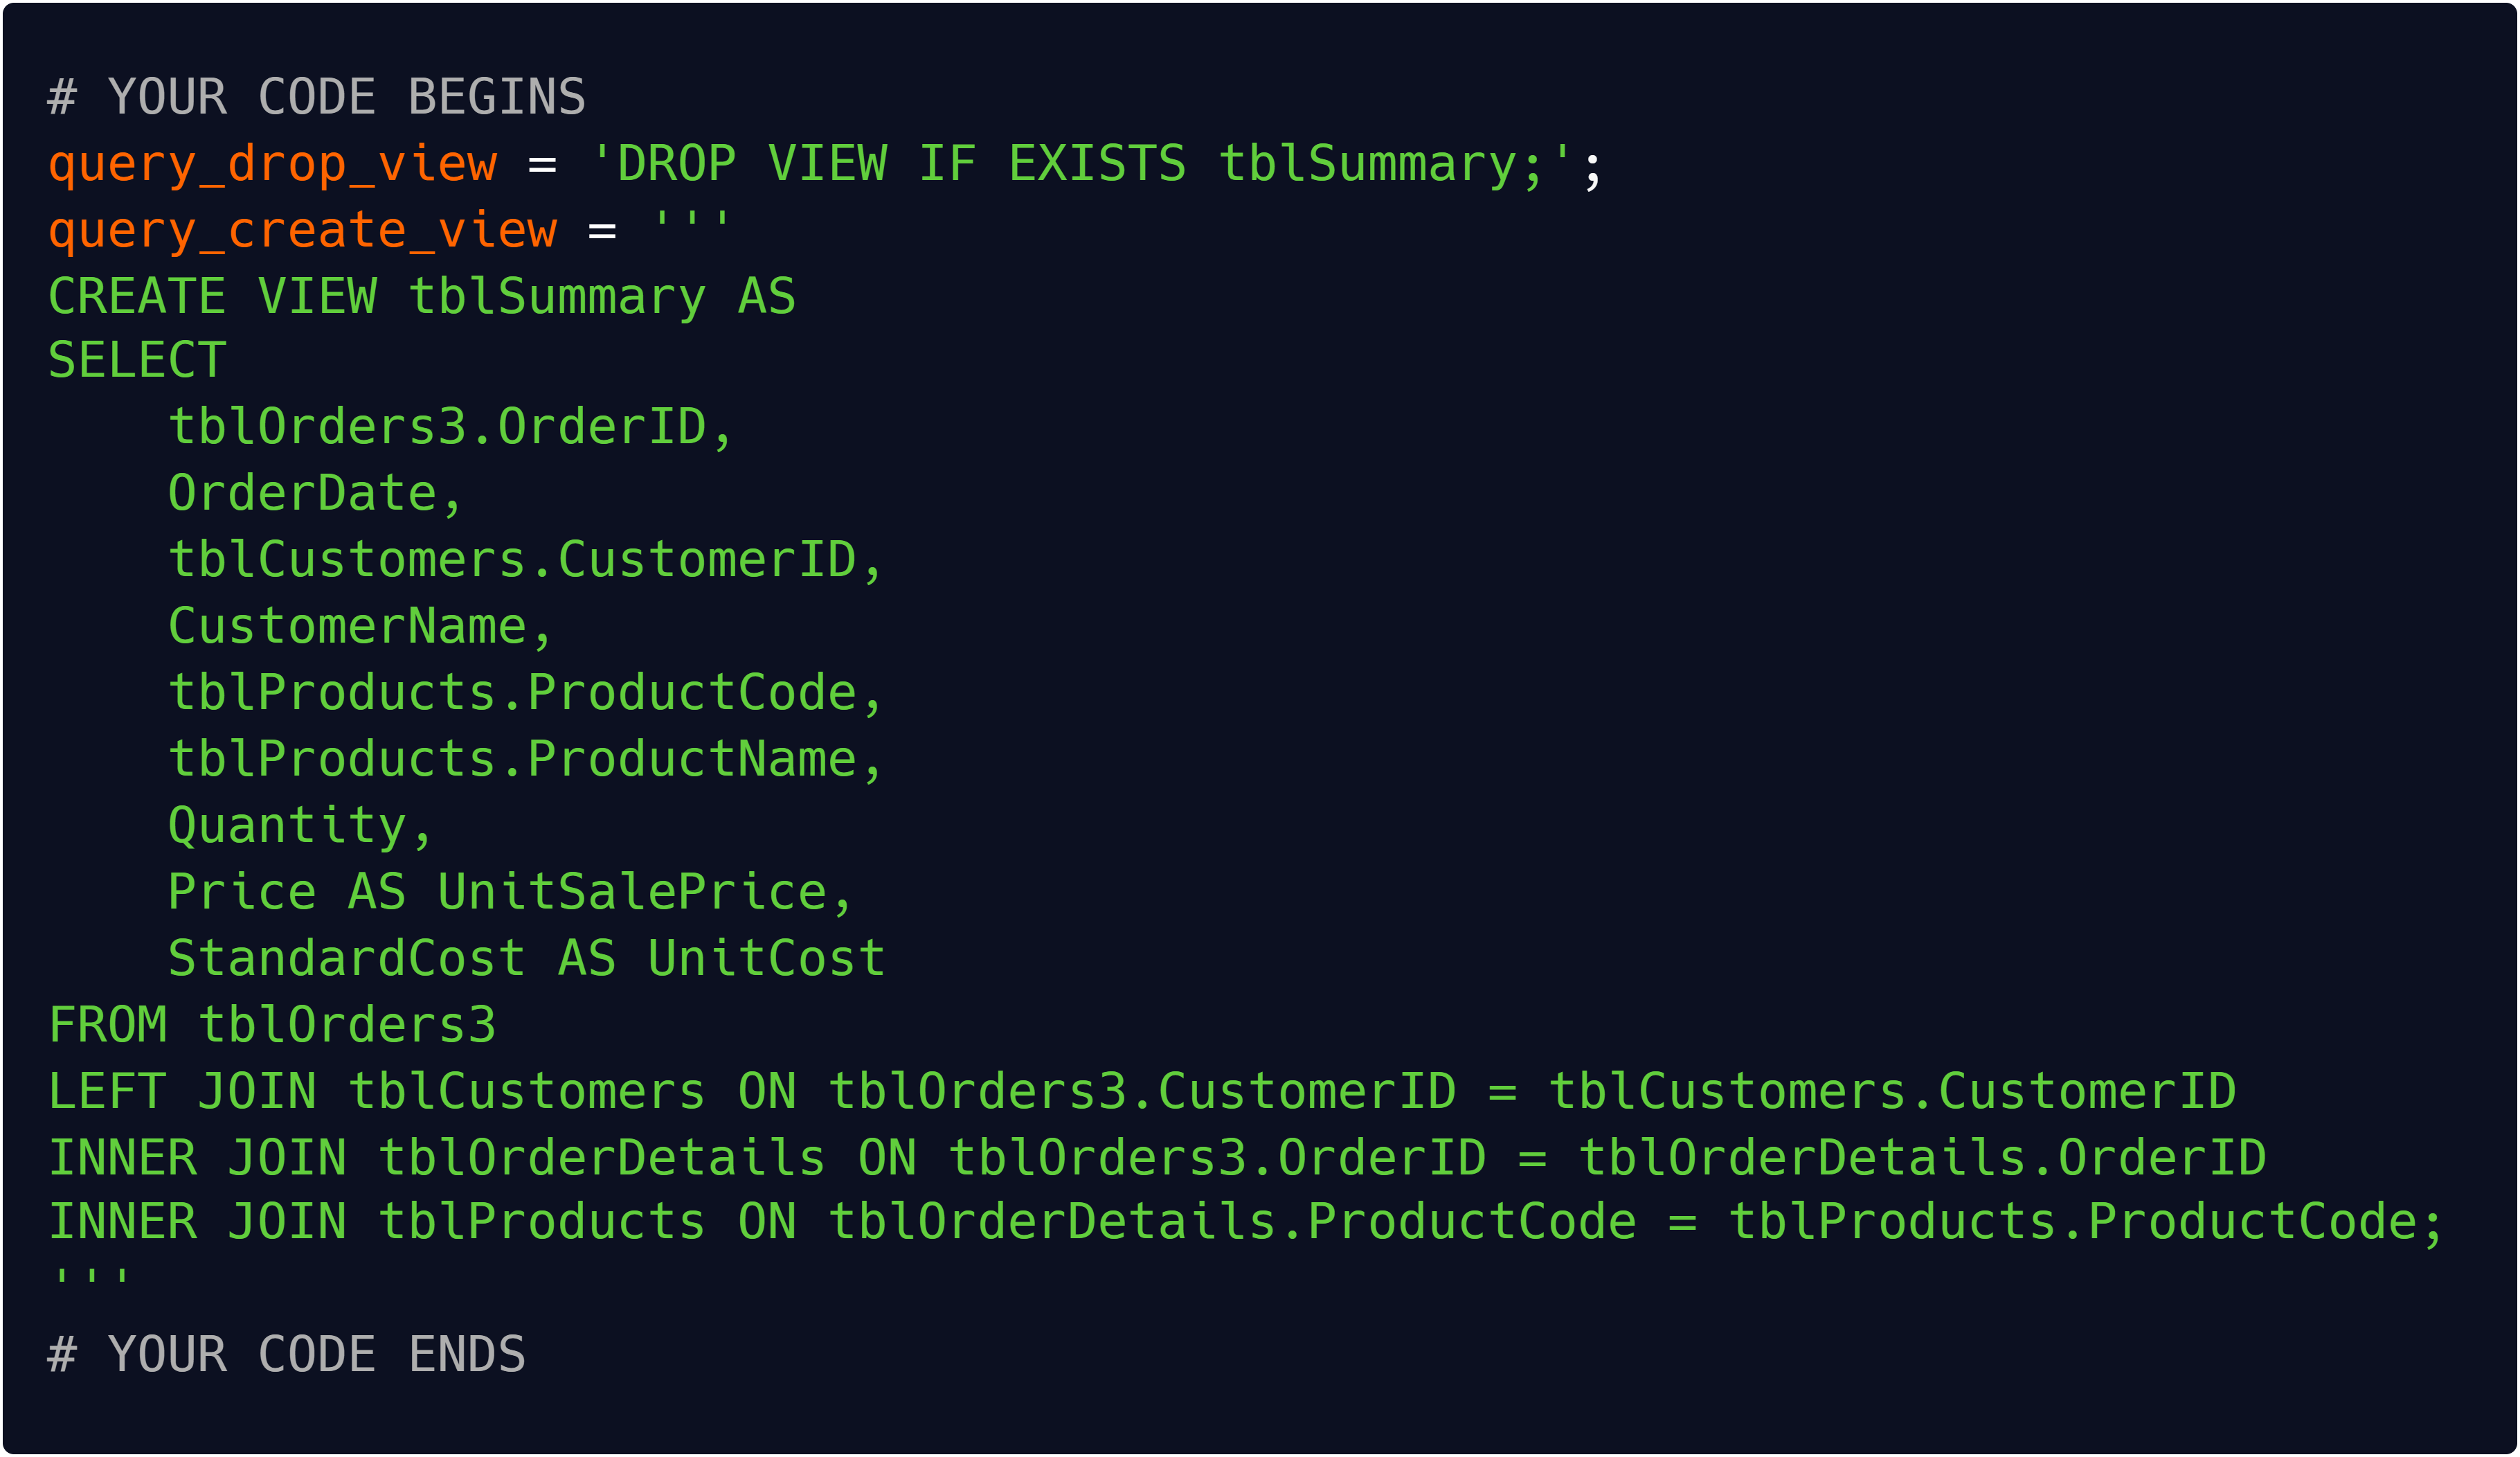 # YOUR CODE BEGINS
query_drop_view = 'DROP VIEW IF EXISTS tblSummary;';
query_create_view = '''
CREATE VIEW tblSummary AS
SELECT
    tblOrders3.OrderID,
    OrderDate,
    tblCustomers.CustomerID,
    CustomerName,
    tblProducts.ProductCode,
    tblProducts.ProductName,
    Quantity,
    Price AS UnitSalePrice,
    StandardCost AS UnitCost
FROM tblOrders3
LEFT JOIN tblCustomers ON tblOrders3.CustomerID = tblCustomers.CustomerID
INNER JOIN tblOrderDetails ON tblOrders3.OrderID = tblOrderDetails.OrderID
INNER JOIN tblProducts ON tblOrderDetails.ProductCode = tblProducts.ProductCode;
'''
# YOUR CODE ENDS